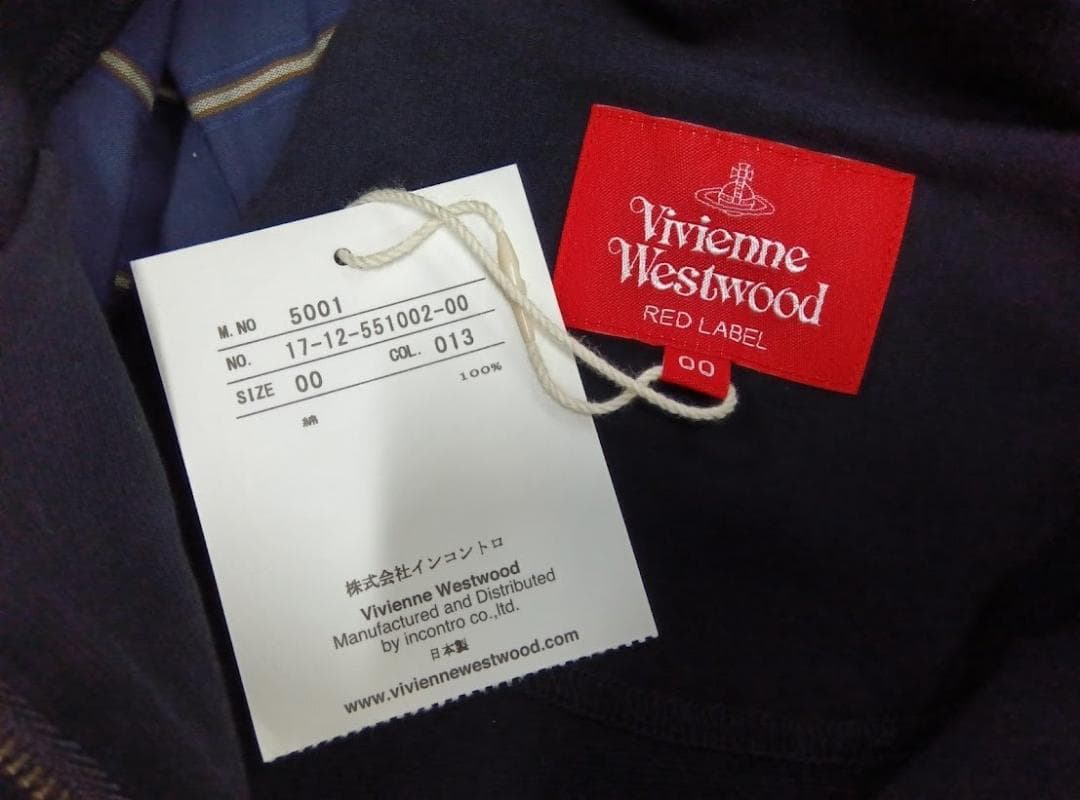 M.NO 5001
NO. 17-12-551002-00
SIZE 00 COL. 013
綿 100%
株式会社インコントロ
Vivienne Westwood
Manufactured and Distributed
by incontro co.,ltd.
日本製
www.viviennewestwood.com
Vivienne
Westwood
RED LABEL
00